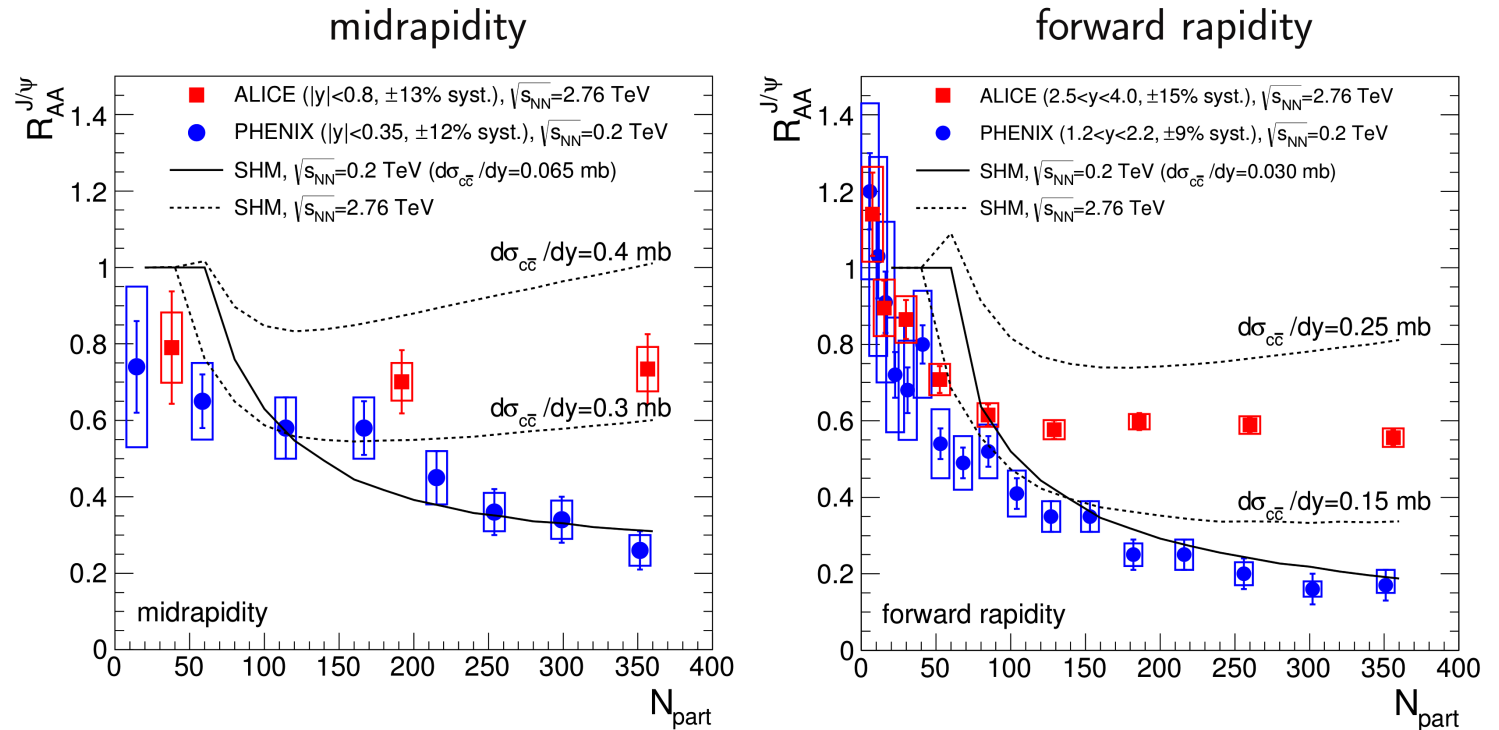 midrapidity
R_AA^J/ψ
1.4
1.2
1
0.8
0.6
0.4
0.2
0
ALICE (|y|<0.8, ±13% syst.), √s_NN=2.76 TeV
PHENIX (|y|<0.35, ±12% syst.), √s_NN=0.2 TeV
SHM, √s_NN=0.2 TeV (dσ_cc̅ /dy=0.065 mb)
SHM, √s_NN=2.76 TeV
dσ_cc̅ /dy=0.4 mb
dσ_cc̅ /dy=0.3 mb
midrapidity
0 50 100 150 200 250 300 350 400
N_part
forward rapidity
R_AA^J/ψ
1.4
1.2
1
0.8
0.6
0.4
0.2
0
ALICE (2.5<y<4.0, ±15% syst.), √s_NN=2.76 TeV
PHENIX (1.2<y<2.2, ±9% syst.), √s_NN=0.2 TeV
SHM, √s_NN=0.2 TeV (dσ_cc̅ /dy=0.030 mb)
SHM, √s_NN=2.76 TeV
dσ_cc̅ /dy=0.25 mb
dσ_cc̅ /dy=0.15 mb
forward rapidity
0 50 100 150 200 250 300 350 400
N_part